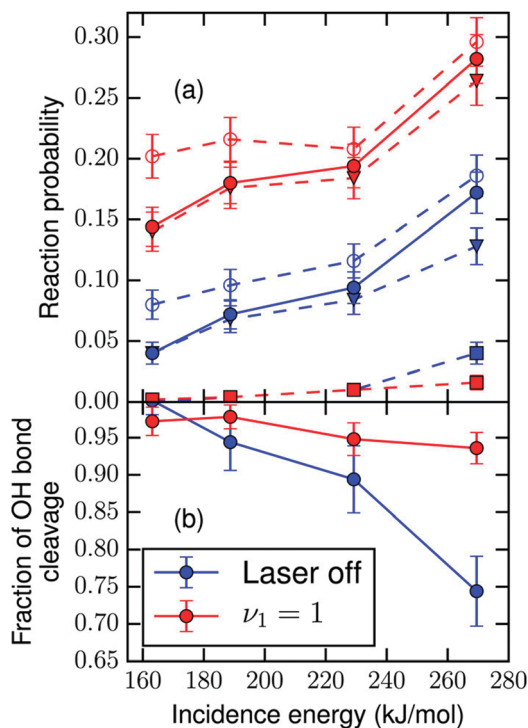 Reaction probability
0.30
0.25
0.20
0.15
0.10
0.05
0.00
(a)
Fraction of OH bond
cleavage
0.95
0.90
0.85
0.80
0.75
0.70
0.65
(b)
Laser off
ν₁ = 1
160 180 200 220 240 260 280
Incidence energy (kJ/mol)